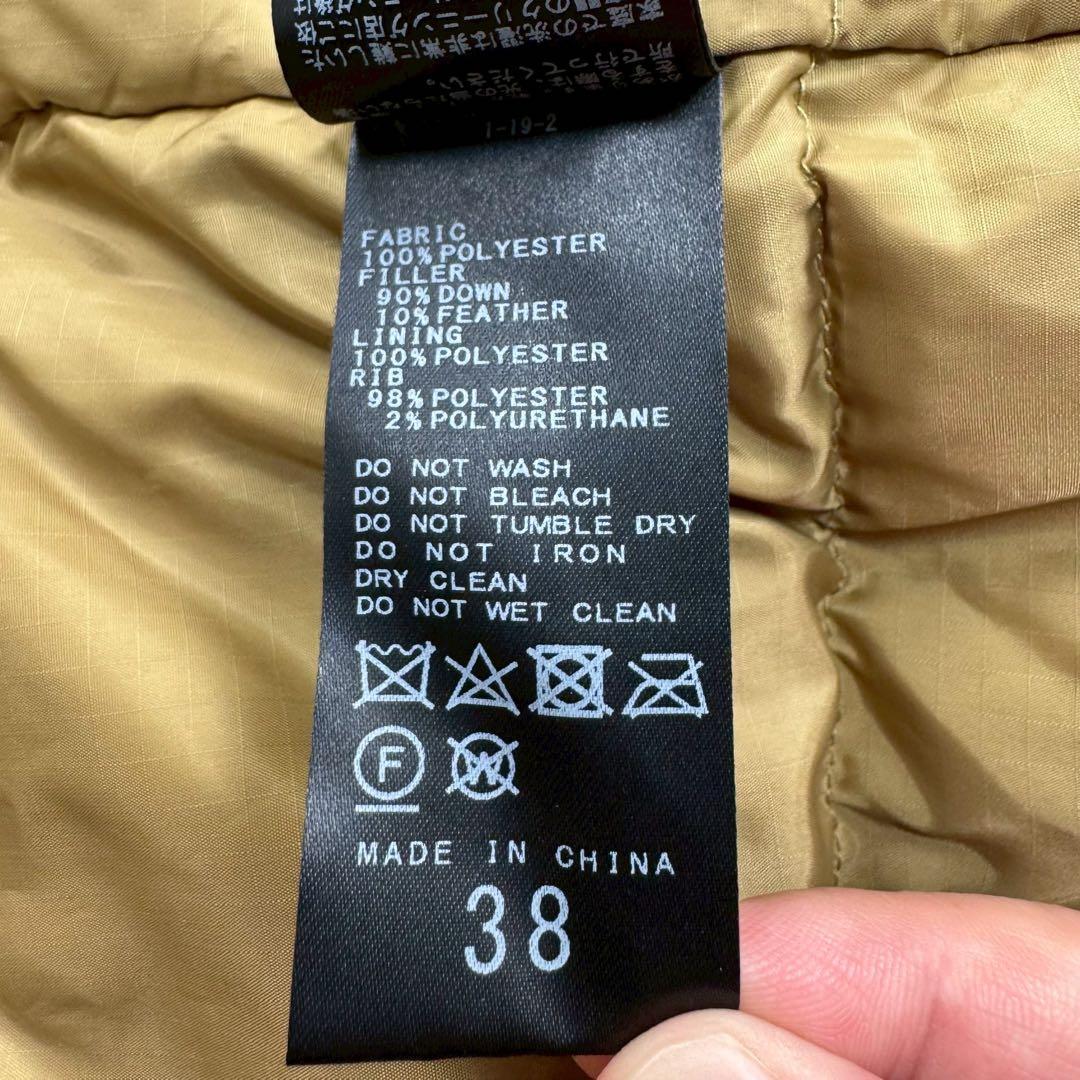 1-19-2
FABRIC
100% POLYESTER
FILLER
90% DOWN
10% FEATHER
LINING
100% POLYESTER
RIB
98% POLYESTER
2% POLYURETHANE
DO NOT WASH
DO NOT BLEACH
DO NOT TUMBLE DRY
DO NOT IRON
DRY CLEAN
DO NOT WET CLEAN
F
W
MADE IN CHINA
38